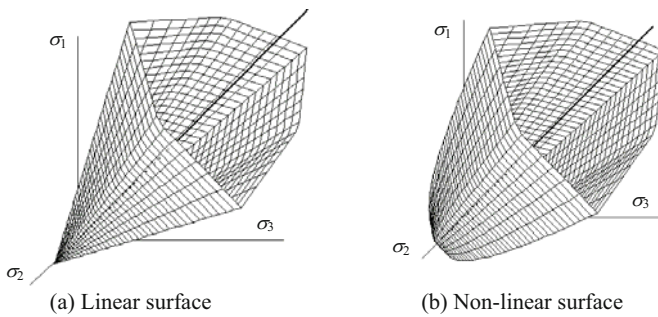 σ1
σ1
σ3
σ3
σ2
σ2
(a) Linear surface
(b) Non-linear surface